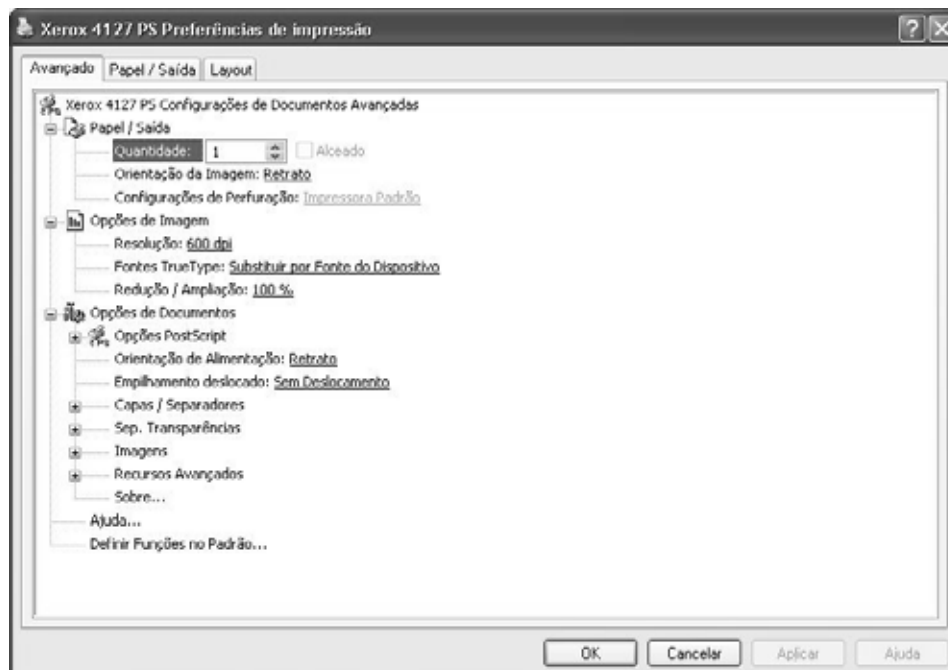 Xerox 4127 PS Preferências de impressão
Avançado Papel / Saída Layout
Xerox 4127 PS Configurações de Documentos Avançadas
Papel / Saída
Quantidade: 1 Alceado
Orientação da Imagem: Retrato
Configurações de Perfuração: Impressora Padrão
Opções de Imagem
Resolução: 600 dpi
Fontes TrueType: Substituir por Fonte do Dispositivo
Redução / Ampliação: 100 %
Opções de Documentos
Opções PostScript
Orientação de Alimentação: Retrato
Empilhamento deslocado: Sem Deslocamento
Capas / Separadores
Sep. Transparências
Imagens
Recursos Avançados
Sobre...
Ajuda...
Definir Funções no Padrão...
OK Cancelar Aplicar Ajuda